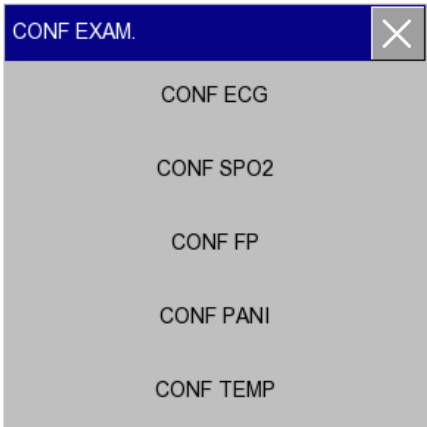 CONF EXAM.
CONF ECG
CONF SPO2
CONF FP
CONF PANI
CONF TEMP